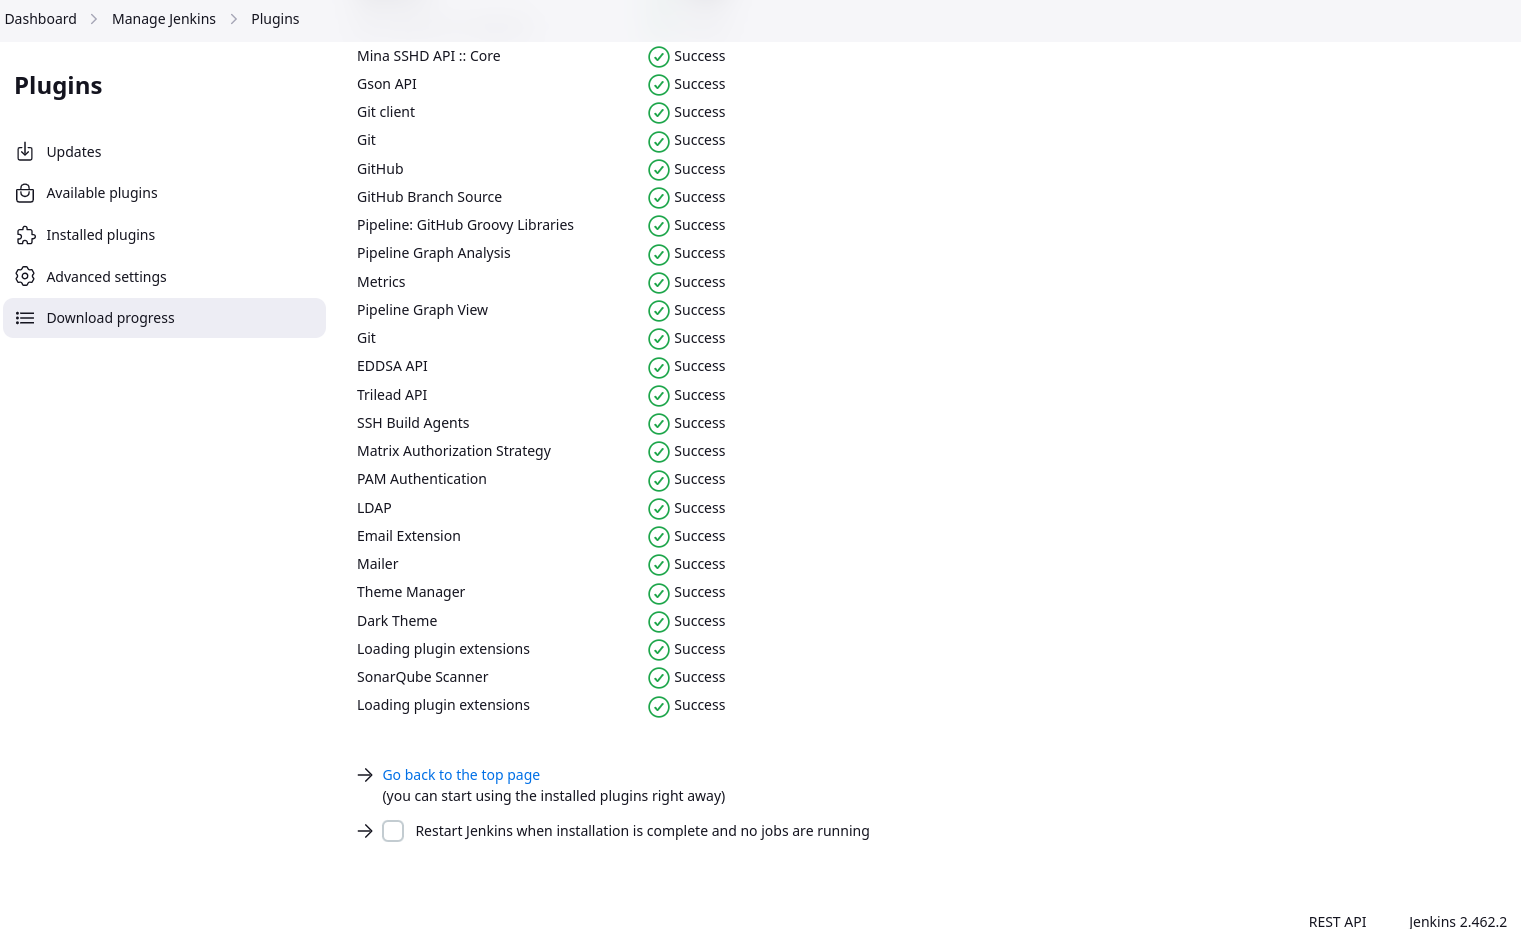 Dashboard > Manage Jenkins > Plugins
Plugins
Updates
Available plugins
Installed plugins
Advanced settings
Download progress
Mina SSHD API :: Core Success
Gson API Success
Git client Success
Git Success
GitHub Success
GitHub Branch Source Success
Pipeline: GitHub Groovy Libraries Success
Pipeline Graph Analysis Success
Metrics Success
Pipeline Graph View Success
Git Success
EDDSA API Success
Trilead API Success
SSH Build Agents Success
Matrix Authorization Strategy Success
PAM Authentication Success
LDAP Success
Email Extension Success
Mailer Success
Theme Manager Success
Dark Theme Success
Loading plugin extensions Success
SonarQube Scanner Success
Loading plugin extensions Success
Go back to the top page
(you can start using the installed plugins right away)
Restart Jenkins when installation is complete and no jobs are running
REST API Jenkins 2.462.2